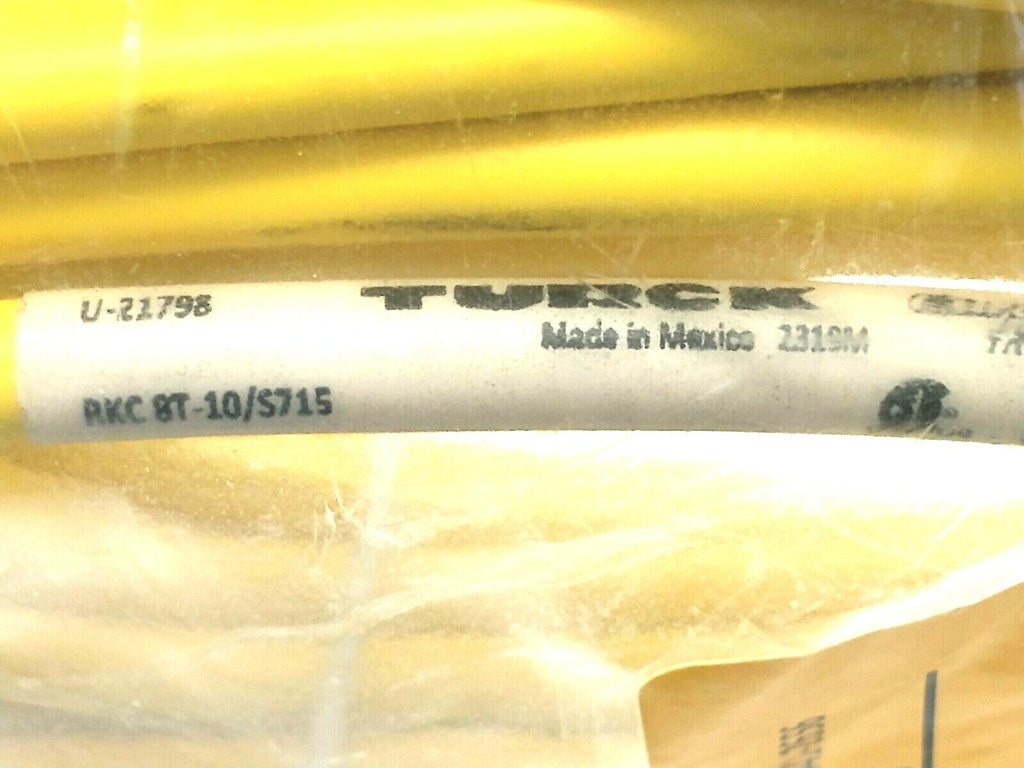 U-21798
TURCK
Made in Mexico 2319M
RKC 8T-10/S715